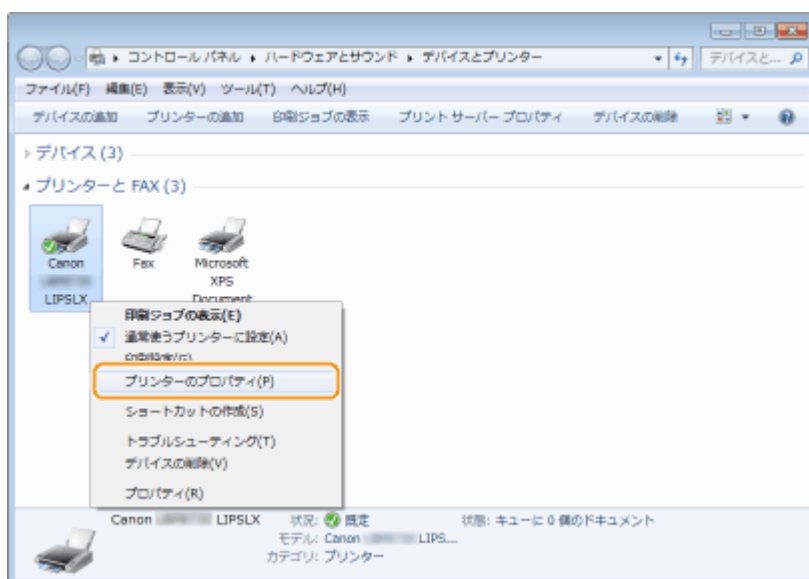 コントロール パネル ▸ ハードウェアとサウンド ▸ デバイスとプリンター
デバイスと...
ファイル(F) 編集(E) 表示(V) ツール(T) ヘルプ(H)
デバイスの追加 プリンターの追加 印刷ジョブの表示 プリント サーバー プロパティ デバイスの削除
デバイス (3)
プリンターと FAX (3)
Canon
LIPSLX
Fax
Microsoft
XPS
Document
印刷ジョブの表示(E)
通常使うプリンターに設定(A)
印刷設定(G)
プリンターのプロパティ(P)
ショートカットの作成(S)
トラブルシューティング(T)
デバイスの削除(V)
プロパティ(R)
Canon LIPSLX 状況: 既定 状態: キューに 0 個のドキュメント
モデル: Canon LIPS...
カテゴリ: プリンター